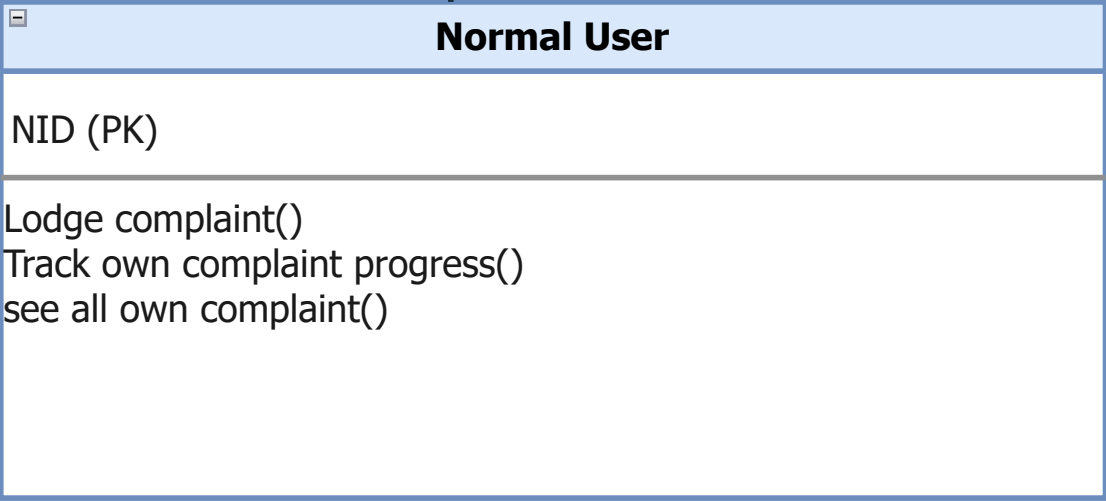 Normal User
NID (PK)
Lodge complaint()
Track own complaint progress()
see all own complaint()